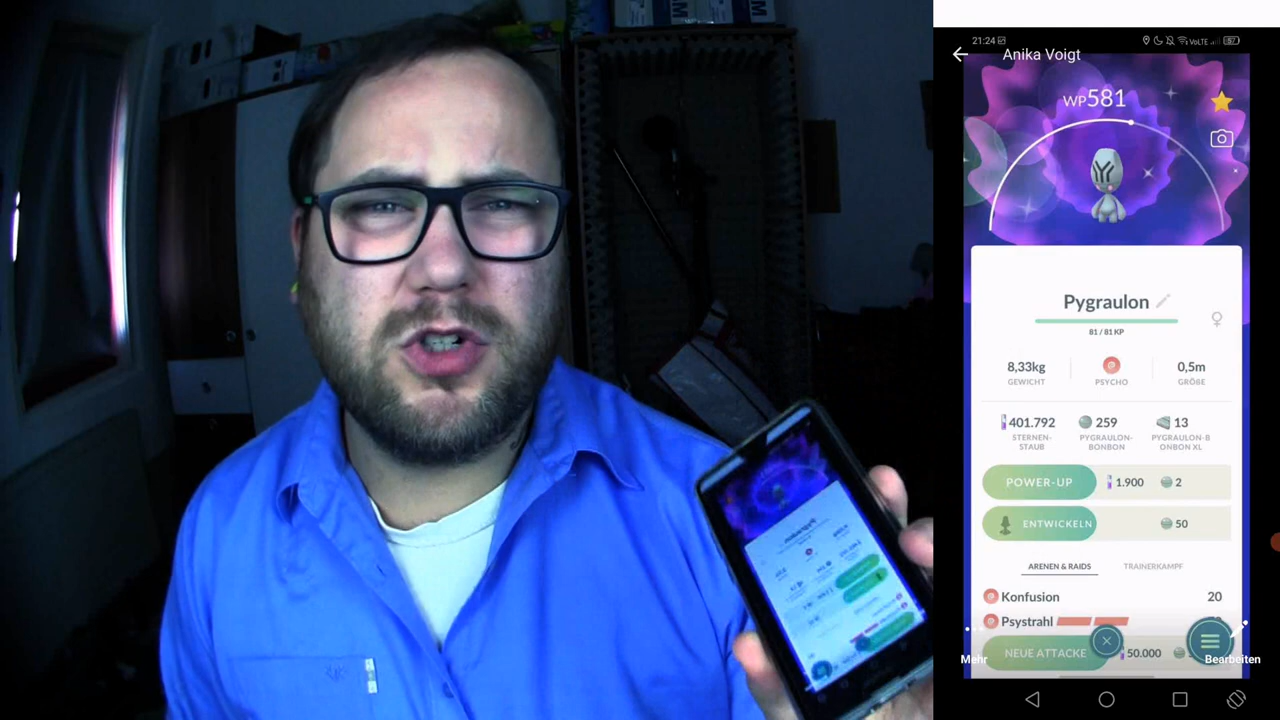 21:24
VoLTE
57
Anika Voigt
WP581
Pygraulon
81 / 81 KP
8,33kg
GEWICHT
PSYCHO
0,5m
GRÖßE
401.792
STERNEN-
STAUB
259
PYGRAULON-
BONBON
13
PYGRAULON-B
ONBON XL
POWER-UP
1.900
2
ENTWICKELN
50
ARENEN & RAIDS
TRAINERKAMPF
Konfusion
20
Psystrahl
NEUE ATTACKE
50.000
Mehr
Bearbeiten